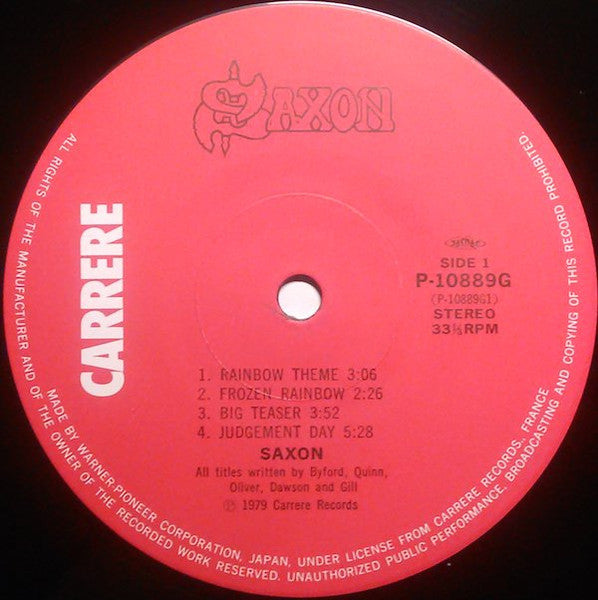 SAXON
CARRERE
JASRAC
SIDE 1
P-10889G
(P-10889G1)
STEREO
33⅓RPM
1. RAINBOW THEME 3:06
2. FROZEN RAINBOW 2:26
3. BIG TEASER 3:52
4. JUDGEMENT DAY 5:28
SAXON
All titles written by Byford, Quinn,
Oliver, Dawson and Gill
Ⓟ 1979 Carrere Records
ALL RIGHTS OF THE MANUFACTURER AND OF THE OWNER OF THE RECORDED WORK RESERVED. UNAUTHORIZED PUBLIC PERFORMANCE, BROADCASTING AND COPYING OF THIS RECORD PROHIBITED.
MADE BY WARNER-PIONEER CORPORATION, JAPAN, UNDER LICENSE FROM CARRERE RECORDS., FRANCE